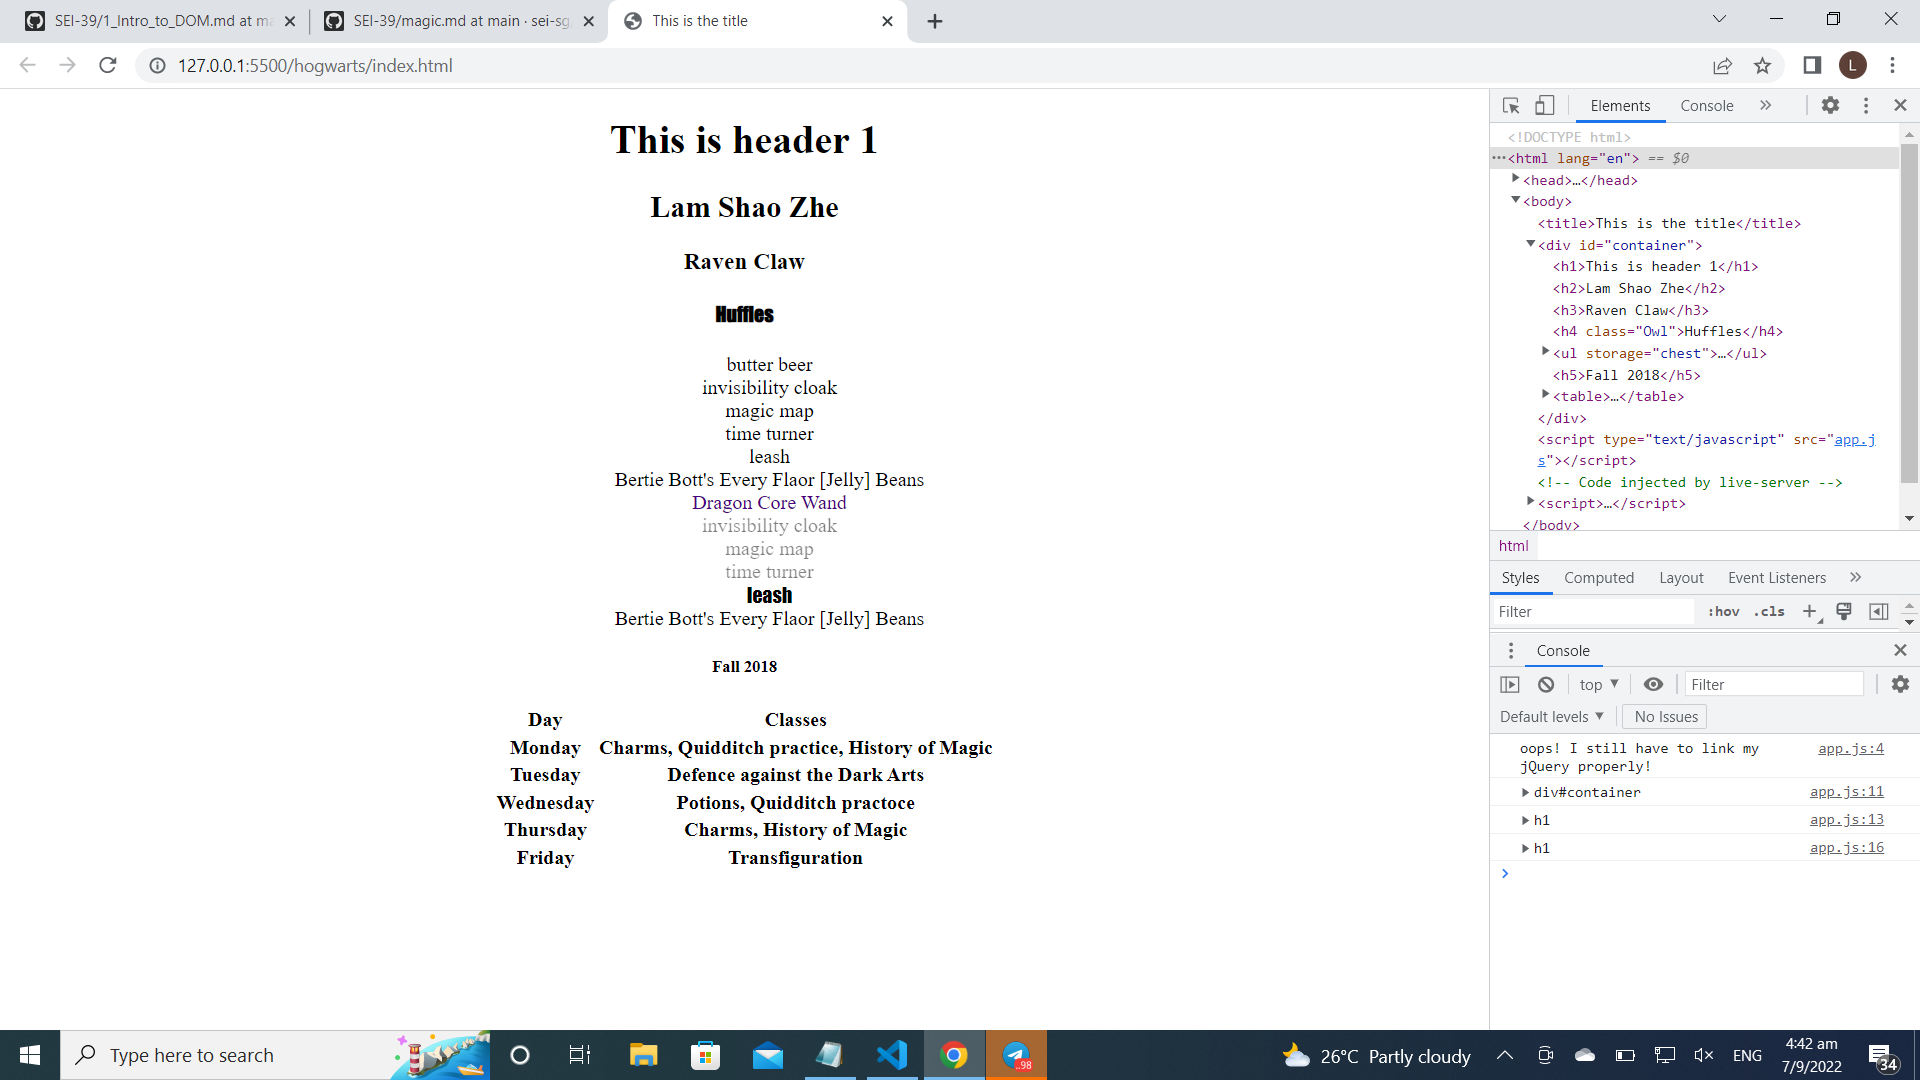 SEI-39/1_Intro_to_DOM.md at ma
SEI-39/magic.md at main · sei-sg
This is the title
127.0.0.1:5500/hogwarts/index.html
L
This is header 1
Lam Shao Zhe
Raven Claw
Huffles
butter beer
invisibility cloak
magic map
time turner
leash
Bertie Bott's Every Flaor [Jelly] Beans
Dragon Core Wand
invisibility cloak
magic map
time turner
leash
Bertie Bott's Every Flaor [Jelly] Beans
Fall 2018
Day Classes
Monday Charms, Quidditch practice, History of Magic
Tuesday Defence against the Dark Arts
Wednesday Potions, Quidditch practoce
Thursday Charms, History of Magic
Friday Transfiguration
Elements Console »
<!DOCTYPE html>
···<html lang="en"> == $0
<head>…</head>
<body>
<title>This is the title</title>
<div id="container">
<h1>This is header 1</h1>
<h2>Lam Shao Zhe</h2>
<h3>Raven Claw</h3>
<h4 class="Owl">Huffles</h4>
<ul storage="chest">…</ul>
<h5>Fall 2018</h5>
<table>…</table>
</div>
<script type="text/javascript" src="app.j
s"></script>
<!-- Code injected by live-server -->
<script>…</script>
</body>
html
Styles Computed Layout Event Listeners »
Filter :hov .cls +
Console
top Filter
Default levels No Issues
oops! I still have to link my app.js:4
jQuery properly!
div#container app.js:11
h1 app.js:13
h1 app.js:16
Type here to search
..98
26°C Partly cloudy
ENG
4:42 am
7/9/2022
34